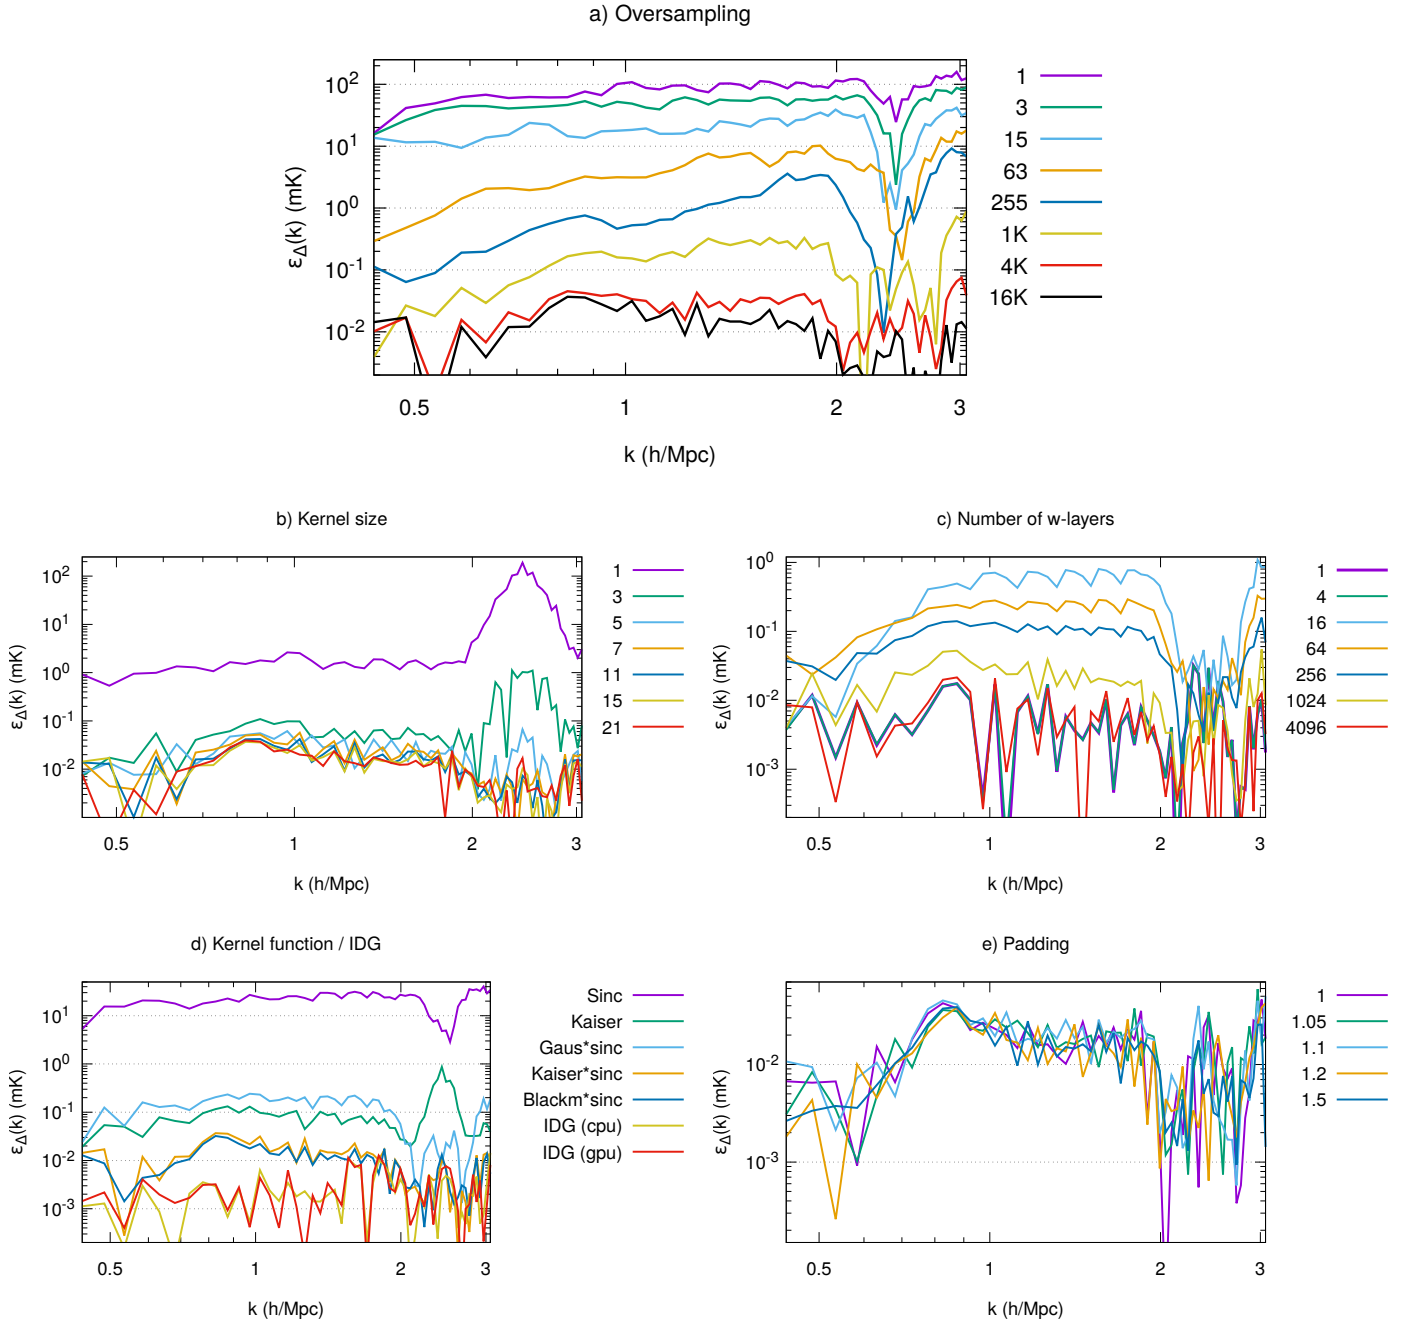 a) Oversampling
ε_Δ(k) (mK)
10^2
10^1
10^0
10^-1
10^-2
0.5 1 2 3
k (h/Mpc)
1
3
15
63
255
1K
4K
16K
b) Kernel size
ε_Δ(k) (mK)
10^2
10^1
10^0
10^-1
10^-2
0.5 1 2 3
k (h/Mpc)
1
3
5
7
11
15
21
c) Number of w-layers
ε_Δ(k) (mK)
10^0
10^-1
10^-2
10^-3
0.5 1 2 3
k (h/Mpc)
1
4
16
64
256
1024
4096
d) Kernel function / IDG
ε_Δ(k) (mK)
10^1
10^0
10^-1
10^-2
10^-3
0.5 1 2 3
k (h/Mpc)
Sinc
Kaiser
Gaus*sinc
Kaiser*sinc
Blackm*sinc
IDG (cpu)
IDG (gpu)
e) Padding
ε_Δ(k) (mK)
10^-2
10^-3
0.5 1 2 3
k (h/Mpc)
1
1.05
1.1
1.2
1.5